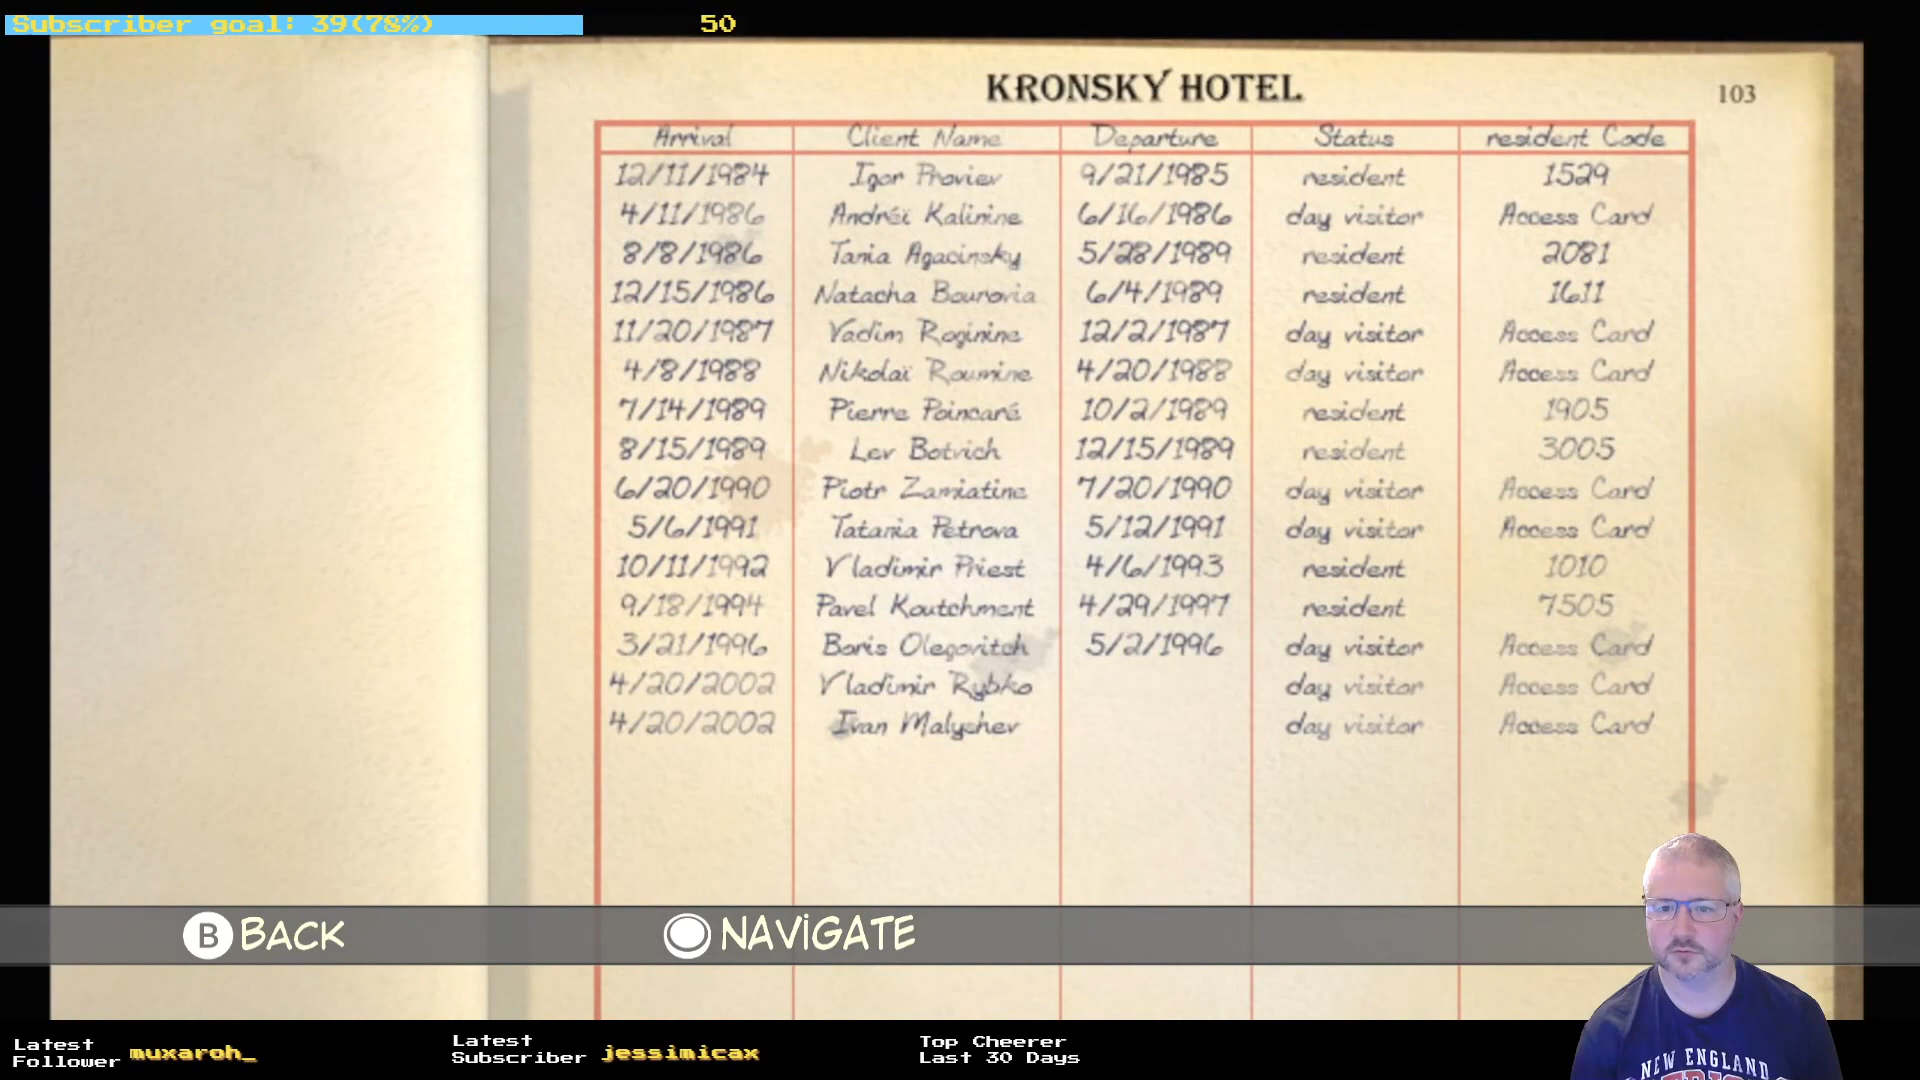 Subscriber goal: 39(78%) 50
KRONSKY HOTEL 103
Arrival Client Name Departure Status resident Code
12/11/1984 Igor Proviev 9/21/1985 resident 1529
4/11/1986 Andréï Kalinine 6/16/1986 day visitor Access Card
8/8/1986 Tania Agacinsky 5/28/1989 resident 2081
12/15/1986 Natacha Bounovia 6/4/1989 resident 1611
11/20/1987 Vadim Roginine 12/2/1987 day visitor Access Card
4/8/1988 Nikolaï Roumine 4/20/1988 day visitor Access Card
7/14/1989 Pierre Poincaré 10/2/1989 resident 1905
8/15/1989 Lev Botvich 12/15/1989 resident 3005
6/20/1990 Piotr Zamiatine 7/20/1990 day visitor Access Card
5/6/1991 Tatania Petrova 5/12/1991 day visitor Access Card
10/11/1992 Vladimir Priest 4/6/1993 resident 1010
9/18/1994 Pavel Koutchment 4/29/1997 resident 7505
3/21/1996 Boris Olegovitch 5/2/1996 day visitor Access Card
4/20/2002 Vladimir Rybko day visitor Access Card
4/20/2002 Ivan Malyshev day visitor Access Card
B BACK NAViGATE
NEW ENGLAND
Latest Follower muxaroh_
Latest Subscriber jessimicax
Top Cheerer Last 30 Days